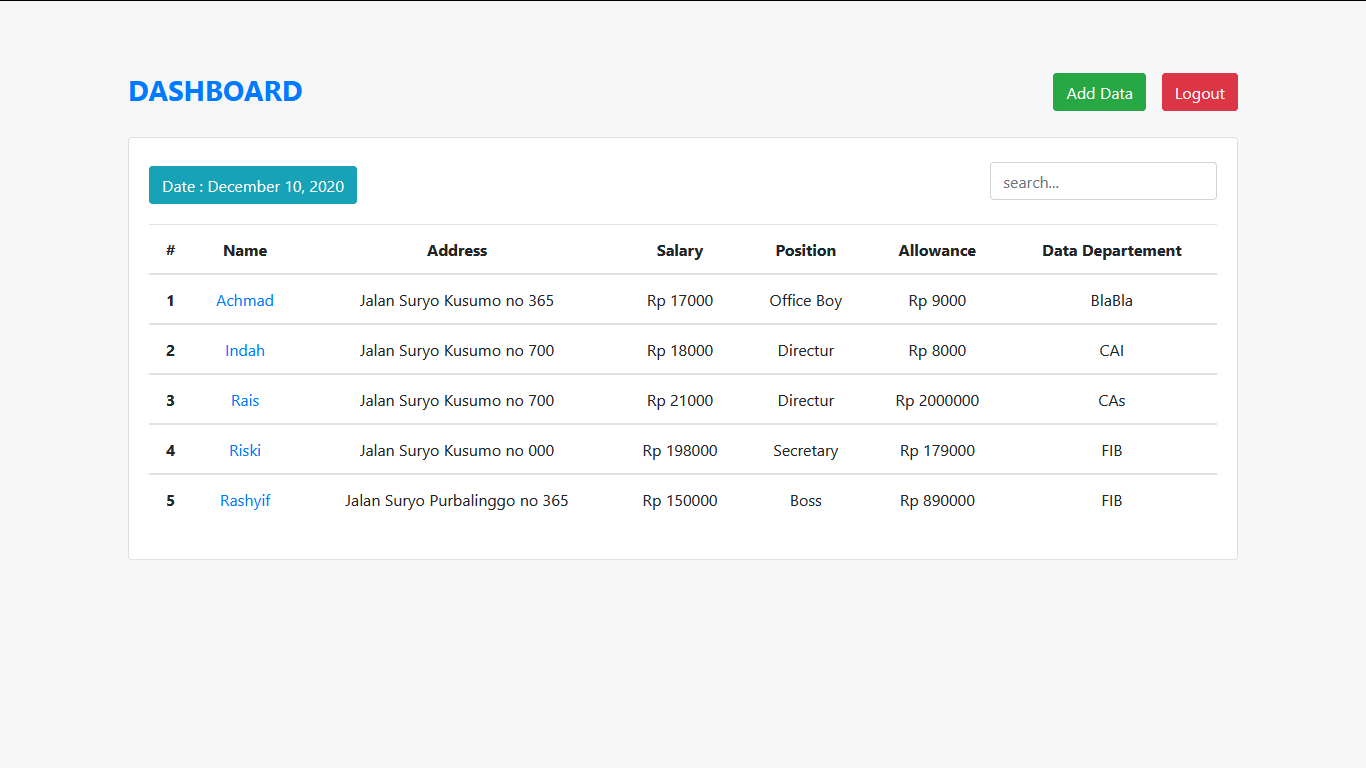 DASHBOARD Add Data Logout
Date : December 10, 2020 search...
# Name Address Salary Position Allowance Data Departement
1 Achmad Jalan Suryo Kusumo no 365 Rp 17000 Office Boy Rp 9000 BlaBla
2 Indah Jalan Suryo Kusumo no 700 Rp 18000 Directur Rp 8000 CAI
3 Rais Jalan Suryo Kusumo no 700 Rp 21000 Directur Rp 2000000 CAs
4 Riski Jalan Suryo Kusumo no 000 Rp 198000 Secretary Rp 179000 FIB
5 Rashyif Jalan Suryo Purbalinggo no 365 Rp 150000 Boss Rp 890000 FIB